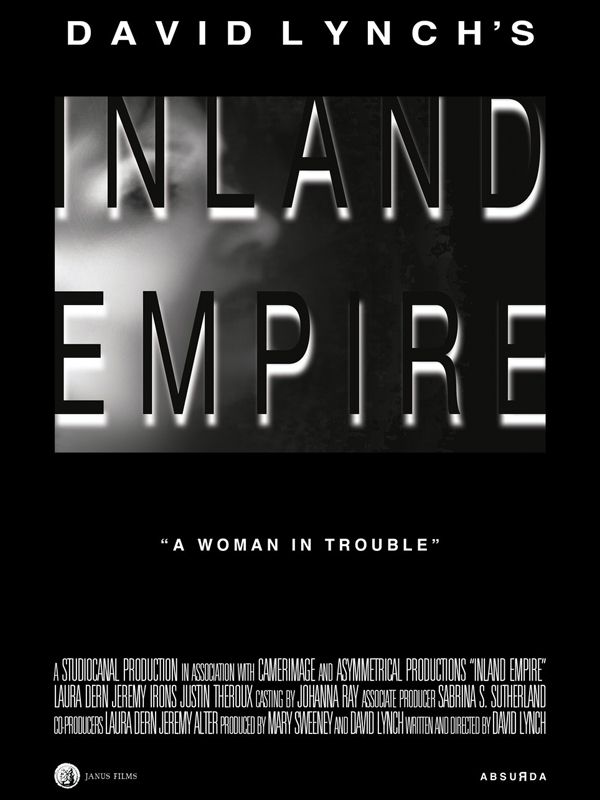 DAVID LYNCH'S
INLAND
EMPIRE
“A WOMAN IN TROUBLE”
A STUDIOCANAL PRODUCTION IN ASSOCIATION WITH CAMERIMAGE AND ASYMMETRICAL PRODUCTIONS “INLAND EMPIRE”
LAURA DERN JEREMY IRONS JUSTIN THEROUX CASTING BY JOHANNA RAY ASSOCIATE PRODUCER SABRINA S. SUTHERLAND
CO-PRODUCERS LAURA DERN JEREMY ALTER PRODUCED BY MARY SWEENEY AND DAVID LYNCH WRITTEN AND DIRECTED BY DAVID LYNCH
JANUS FILMS
ABSUЯDA